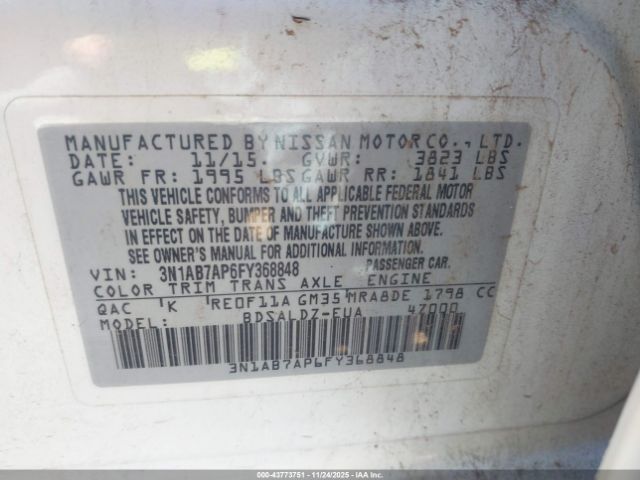 MANUFACTURED BY NISSAN MOTOR CO., LTD.
DATE: 11/15 GVWR: 3823 LBS
GAWR FR: 1995 LBS GAWR RR: 1841 LBS
THIS VEHICLE CONFORMS TO ALL APPLICABLE FEDERAL MOTOR
VEHICLE SAFETY, BUMPER AND THEFT PREVENTION STANDARDS
IN EFFECT ON THE DATE OF MANUFACTURE SHOWN ABOVE.
SEE OWNER'S MANUAL FOR ADDITIONAL INFORMATION.
VIN: 3N1AB7AP6FY368848 PASSENGER CAR.
COLOR TRIM TRANS AXLE ENGINE
QAC K RE0F11A GM35 MRA8DE 1798 CC
MODEL: BDSALDZ-EUA 47000
3N1AB7AP6FY368848
000-43773751 | 11/24/2025 - IAAI Copart